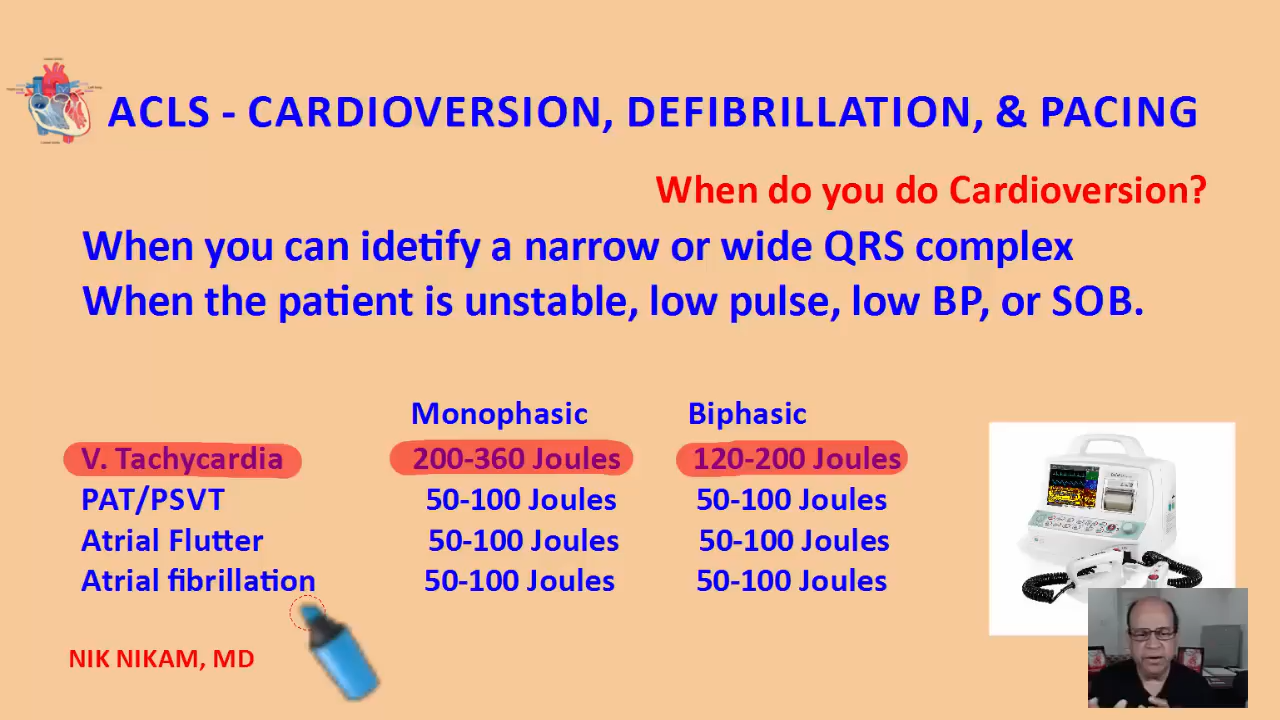 ACLS - CARDIOVERSION, DEFIBRILLATION, & PACING
When do you do Cardioversion?
When you can idetify a narrow or wide QRS complex
When the patient is unstable, low pulse, low BP, or SOB.
Monophasic Biphasic
V. Tachycardia 200-360 Joules 120-200 Joules
PAT/PSVT 50-100 Joules 50-100 Joules
Atrial Flutter 50-100 Joules 50-100 Joules
Atrial fibrillation 50-100 Joules 50-100 Joules
NIK NIKAM, MD